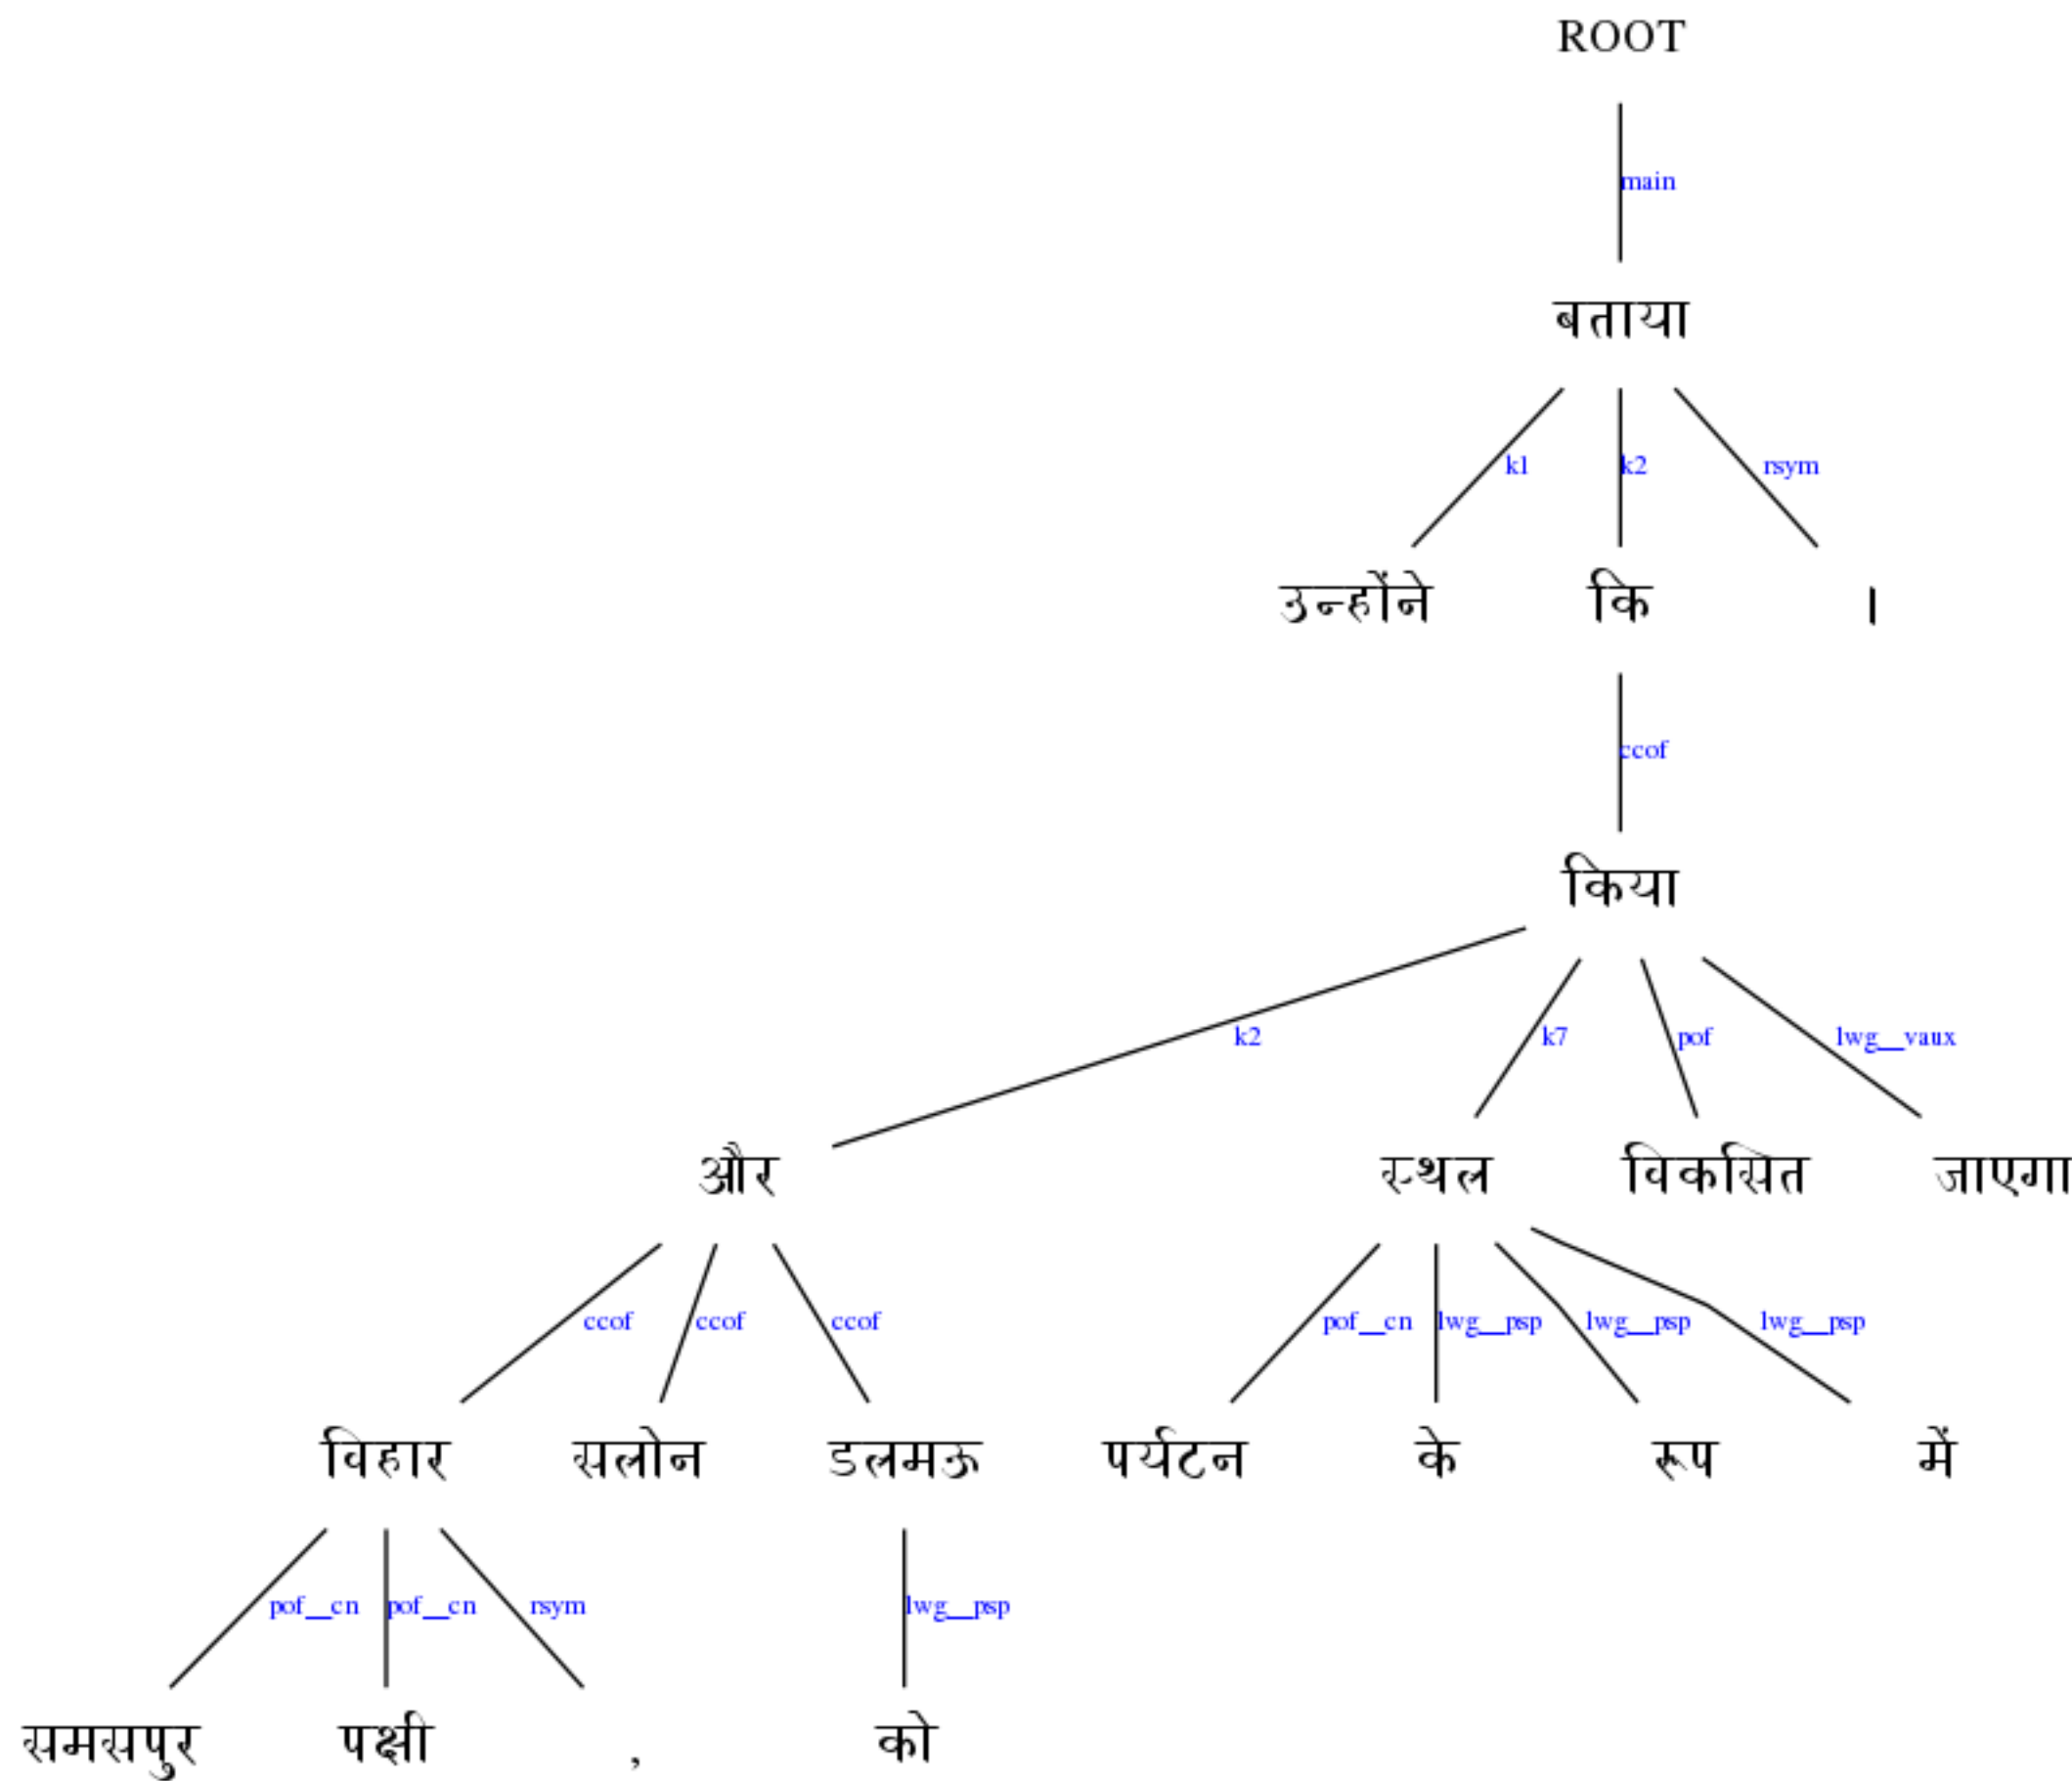 ROOT
main
बताया
k1 k2 rsym
उन्होंने कि ।
ccof
किया
k2 k7 pof lwg__vaux
और स्थल विकसित जाएगा
ccof ccof ccof pof__cn lwg__psp lwg__psp lwg__psp
विहार सलोन डलमऊ पर्यटन के रूप में
pof__cn pof__cn rsym lwg__psp
समसपुर पक्षी , को